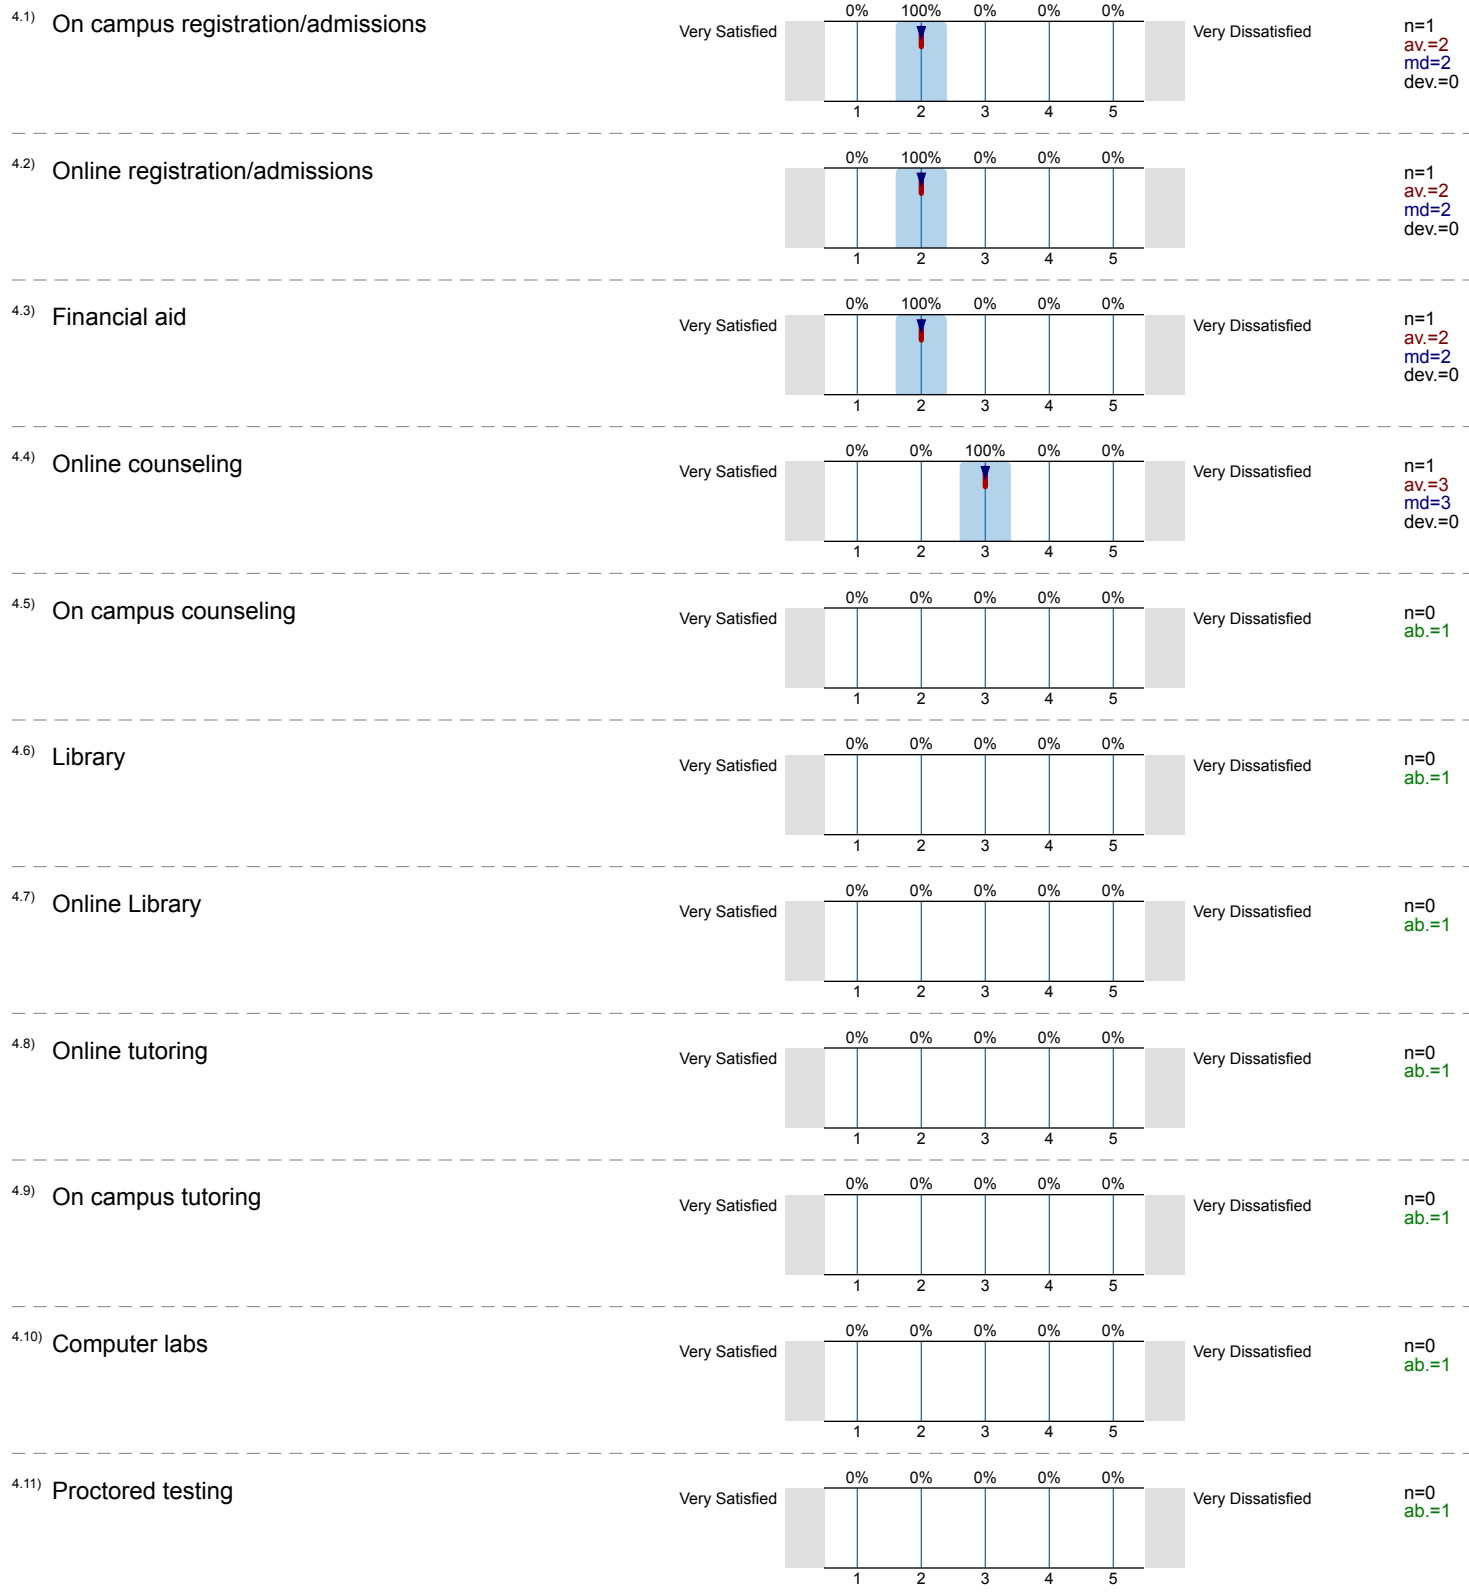 4.1) On campus registration/admissions
0% 100% 0% 0% 0%
Very Satisfied Very Dissatisfied
n=1
av.=2
md=2
dev.=0
1 2 3 4 5
4.2) Online registration/admissions
0% 100% 0% 0% 0%
n=1
av.=2
md=2
dev.=0
1 2 3 4 5
4.3) Financial aid
0% 100% 0% 0% 0%
Very Satisfied Very Dissatisfied
n=1
av.=2
md=2
dev.=0
1 2 3 4 5
4.4) Online counseling
0% 0% 100% 0% 0%
Very Satisfied Very Dissatisfied
n=1
av.=3
md=3
dev.=0
1 2 3 4 5
4.5) On campus counseling
0% 0% 0% 0% 0%
Very Satisfied Very Dissatisfied
n=0
ab.=1
1 2 3 4 5
4.6) Library
0% 0% 0% 0% 0%
Very Satisfied Very Dissatisfied
n=0
ab.=1
1 2 3 4 5
4.7) Online Library
0% 0% 0% 0% 0%
Very Satisfied Very Dissatisfied
n=0
ab.=1
1 2 3 4 5
4.8) Online tutoring
0% 0% 0% 0% 0%
Very Satisfied Very Dissatisfied
n=0
ab.=1
1 2 3 4 5
4.9) On campus tutoring
0% 0% 0% 0% 0%
Very Satisfied Very Dissatisfied
n=0
ab.=1
1 2 3 4 5
4.10) Computer labs
0% 0% 0% 0% 0%
Very Satisfied Very Dissatisfied
n=0
ab.=1
1 2 3 4 5
4.11) Proctored testing
0% 0% 0% 0% 0%
Very Satisfied Very Dissatisfied
n=0
ab.=1
1 2 3 4 5